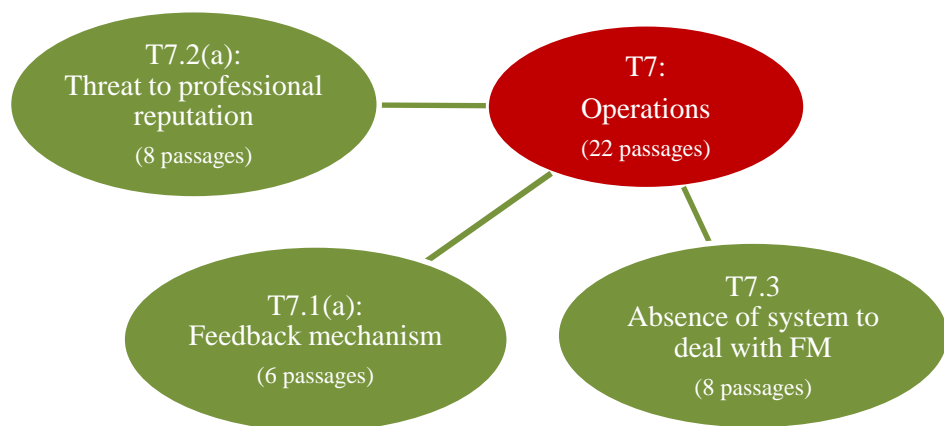 T7.2(a):
Threat to professional
reputation
(8 passages)
T7:
Operations
(22 passages)
T7.1(a):
Feedback mechanism
(6 passages)
T7.3
Absence of system to
deal with FM
(8 passages)